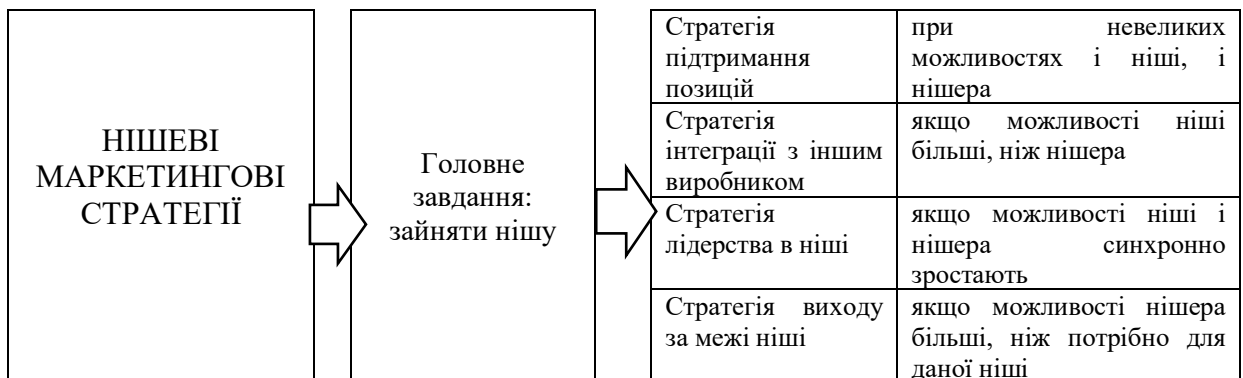 НІШЕВІ
МАРКЕТИНГОВІ
СТРАТЕГІЇ
Головне
завдання:
зайняти нішу
Стратегія
підтримання
позицій
при невеликих
можливостях і ніші, і
нішера
Стратегія
інтеграції з іншим
виробником
якщо можливості ніші
більші, ніж нішера
Стратегія
лідерства в ніші
якщо можливості ніші і
нішера синхронно
зростають
Стратегія виходу
за межі ніші
якщо можливості нішера
більші, ніж потрібно для
даної ніші